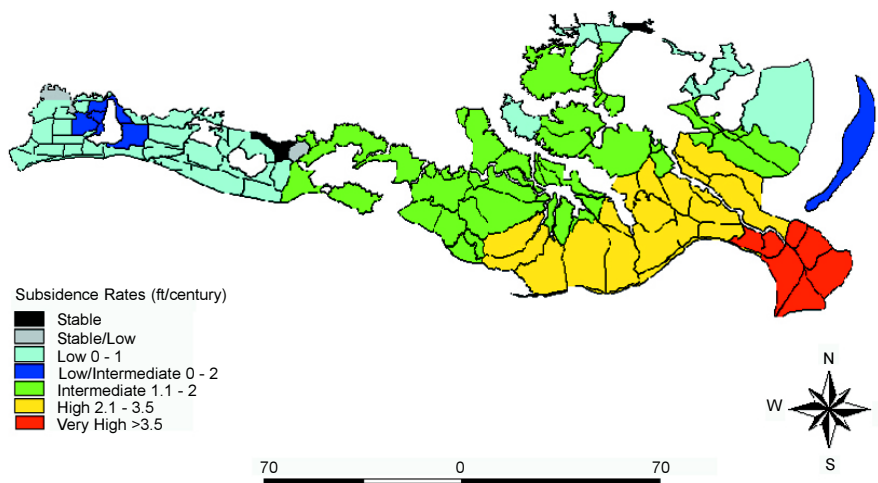 Subsidence Rates (ft/century)
Stable
Stable/Low
Low 0 - 1
Low/Intermediate 0 - 2
Intermediate 1.1 - 2
High 2.1 - 3.5
Very High >3.5
N
W E
S
70 0 70